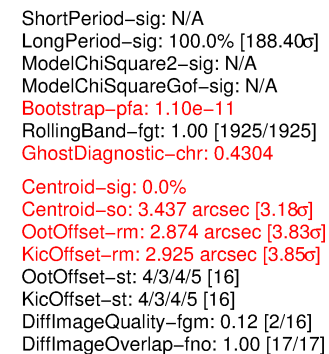 ShortPeriod−sig: N/A
LongPeriod−sig: 100.0% [188.40σ]
ModelChiSquare2−sig: N/A
ModelChiSquareGof−sig: N/A
Bootstrap−pfa: 1.10e−11
RollingBand−fgt: 1.00 [1925/1925]
GhostDiagnostic−chr: 0.4304
Centroid−sig: 0.0%
Centroid−so: 3.437 arcsec [3.18σ]
OotOffset−rm: 2.874 arcsec [3.83σ]
KicOffset−rm: 2.925 arcsec [3.85σ]
OotOffset−st: 4/3/4/5 [16]
KicOffset−st: 4/3/4/5 [16]
DiffImageQuality−fgm: 0.12 [2/16]
DiffImageOverlap−fno: 1.00 [17/17]